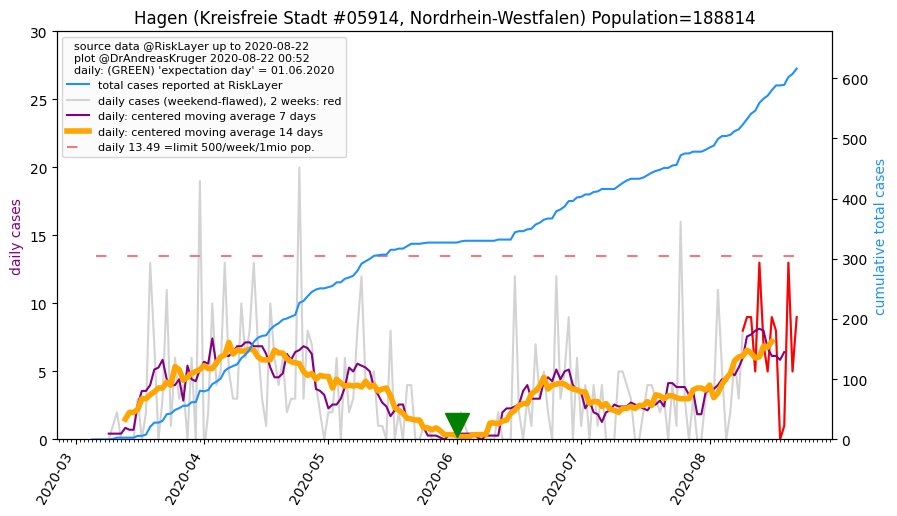 Hagen (Kreisfreie Stadt #05914, Nordrhein-Westfalen) Population=188814
source data @RiskLayer up to 2020-08-22
plot @DrAndreasKruger 2020-08-22 00:52
daily: (GREEN) 'expectation day' = 01.06.2020
total cases reported at RiskLayer
daily cases (weekend-flawed), 2 weeks: red
daily: centered moving average 7 days
daily: centered moving average 14 days
daily 13.49 =limit 500/week/1mio pop.
daily cases
30
25
20
15
10
5
0
cumulative total cases
600
500
400
300
200
100
0
2020-03
2020-04
2020-05
2020-06
2020-07
2020-08